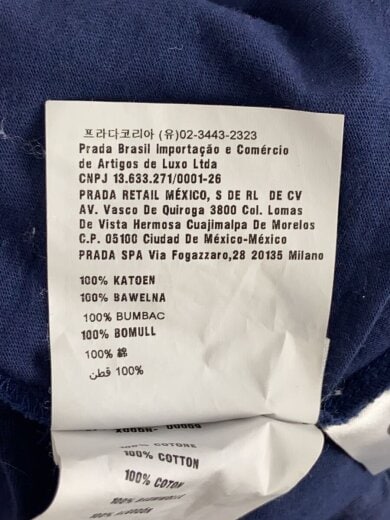 프라다코리아 (유)02-3443-2323
Prada Brasil Importação e Comércio
de Artigos de Luxo Ltda
CNPJ 13.633.271/0001-26
PRADA RETAIL MÉXICO, S DE RL DE CV
AV. Vasco De Quiroga 3800 Col. Lomas
De Vista Hermosa Cuajimalpa De Morelos
C.P. 05100 Ciudad De México-México
PRADA SPA Via Fogazzaro,28 20135 Milano
100% KATOEN
100% BAWELNA
100% BUMBAC
100% BOMULL
100% 綿
100% قطن
100% COTONE
100% COTTON
100% COTON